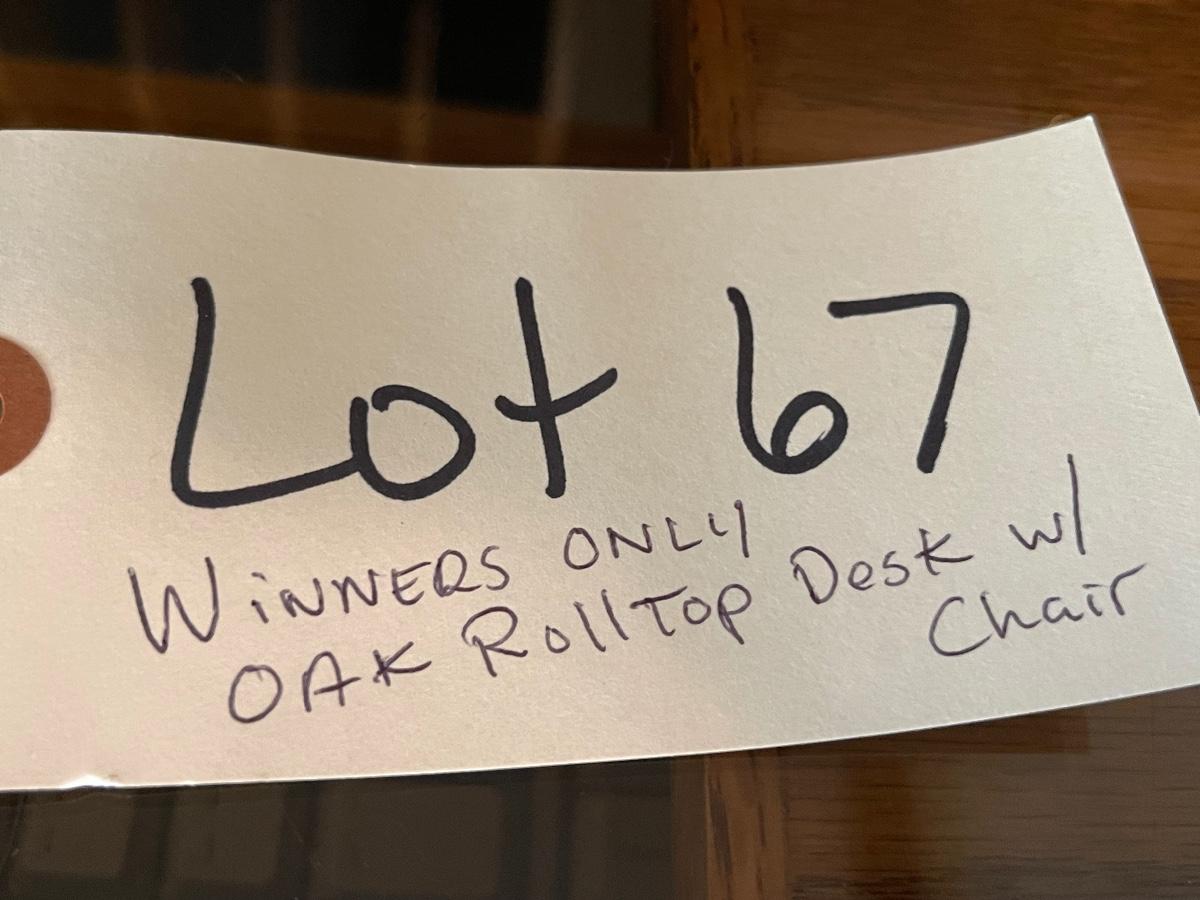 Lot 67
WiNNERS ONLY
OAK RollTop Desk w/
Chair